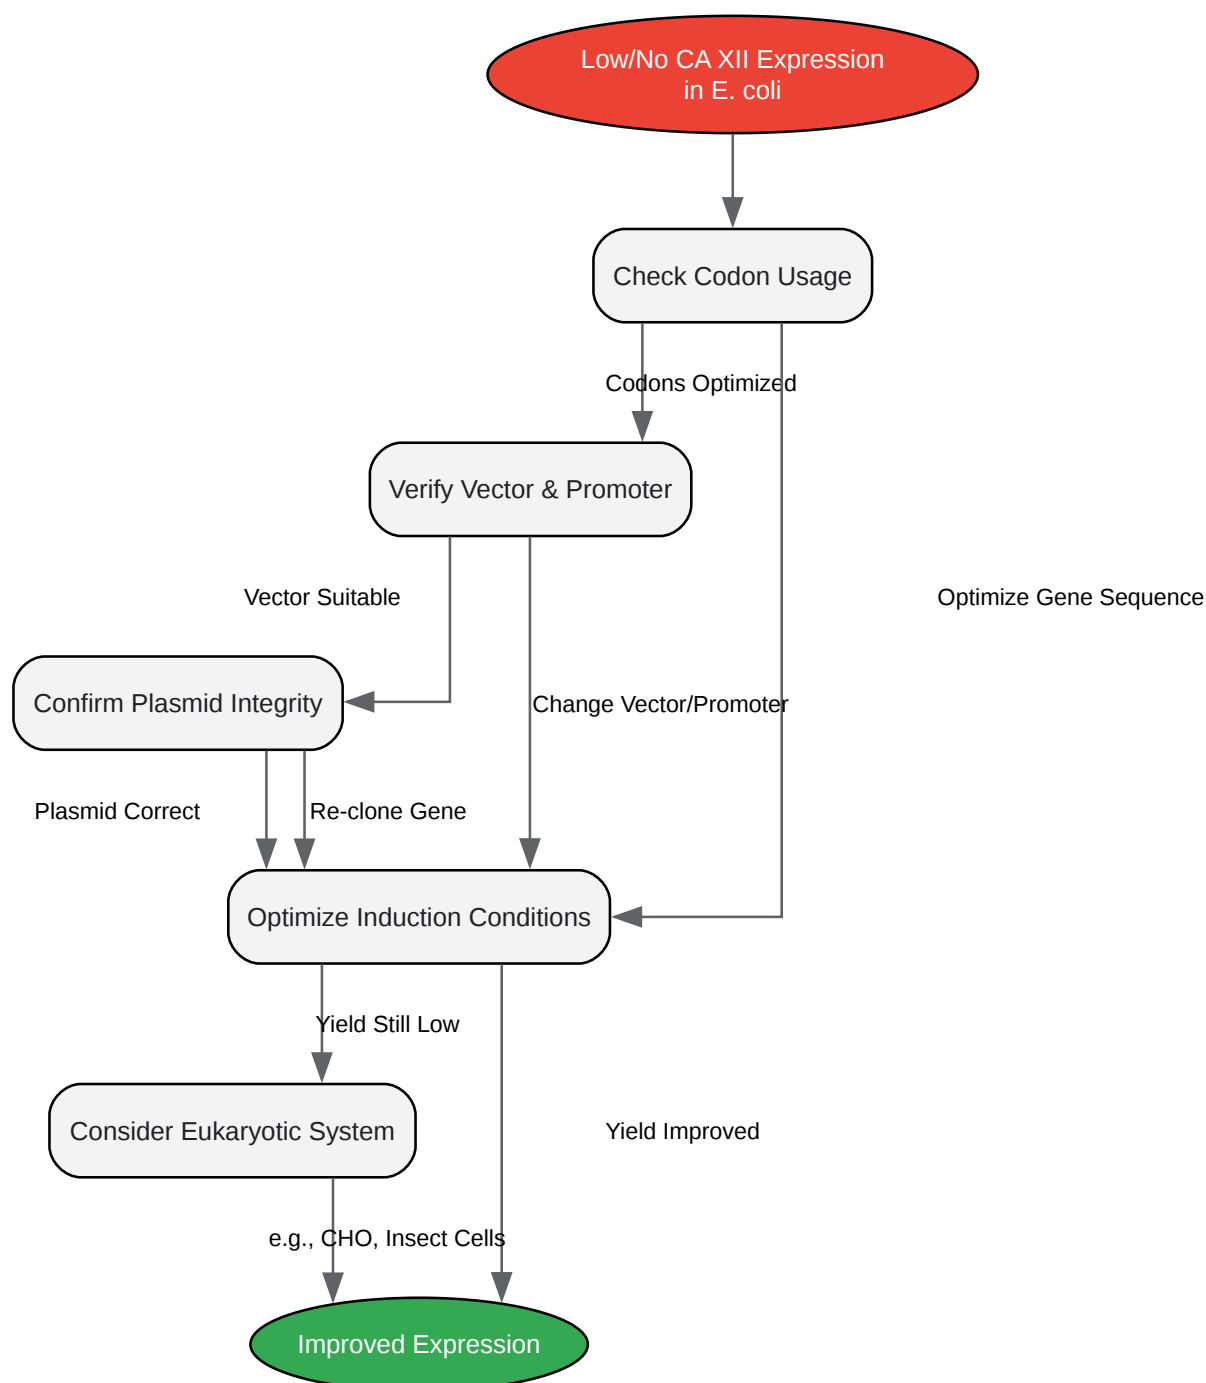 Low/No CA XII Expression
in E. coli
Check Codon Usage
Codons Optimized
Verify Vector & Promoter
Vector Suitable
Optimize Gene Sequence
Confirm Plasmid Integrity
Change Vector/Promoter
Plasmid Correct
Re-clone Gene
Optimize Induction Conditions
Yield Still Low
Consider Eukaryotic System
Yield Improved
e.g., CHO, Insect Cells
Improved Expression